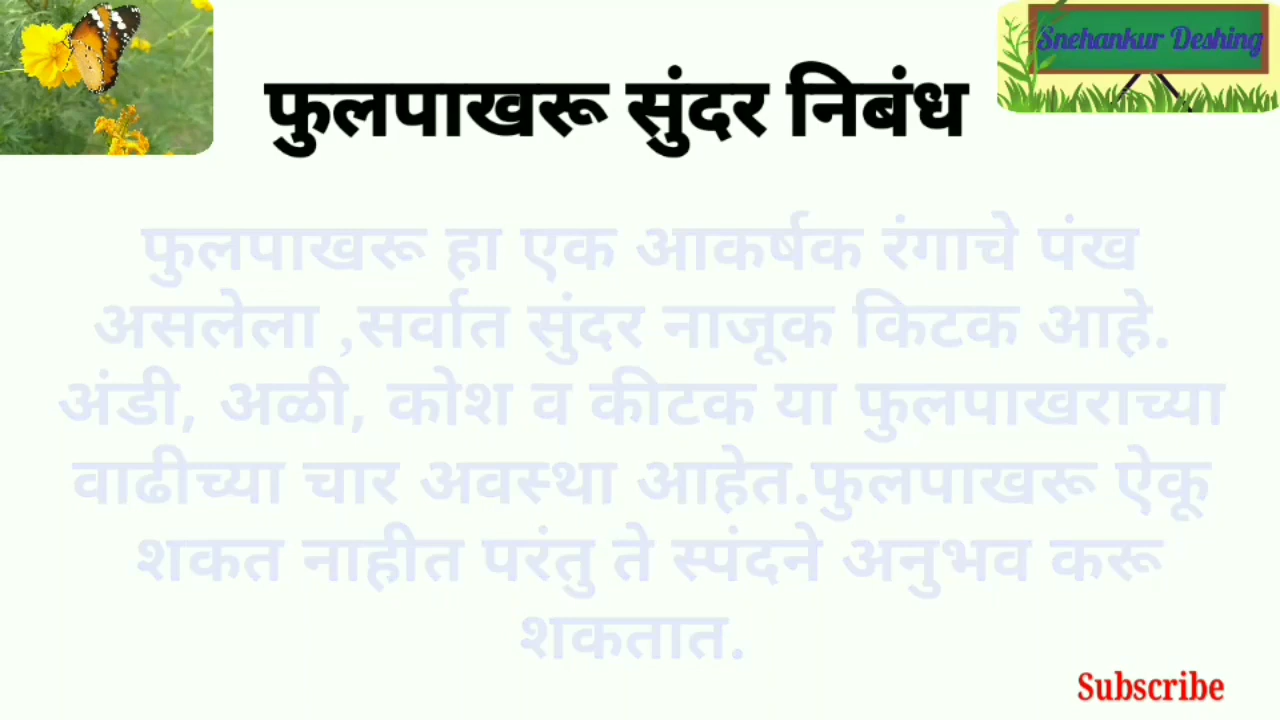 Snehankur Deshing
फुलपाखरू सुंदर निबंध
फुलपाखरू हा एक आकर्षक रंगाचे पंख
असलेला ,सर्वात सुंदर नाजूक किटक आहे.
अंडी, अळी, कोश व कीटक या फुलपाखराच्या
वाढीच्या चार अवस्था आहेत.फुलपाखरू ऐकू
शकत नाहीत परंतु ते स्पंदने अनुभव करू
शकतात.
Subscribe